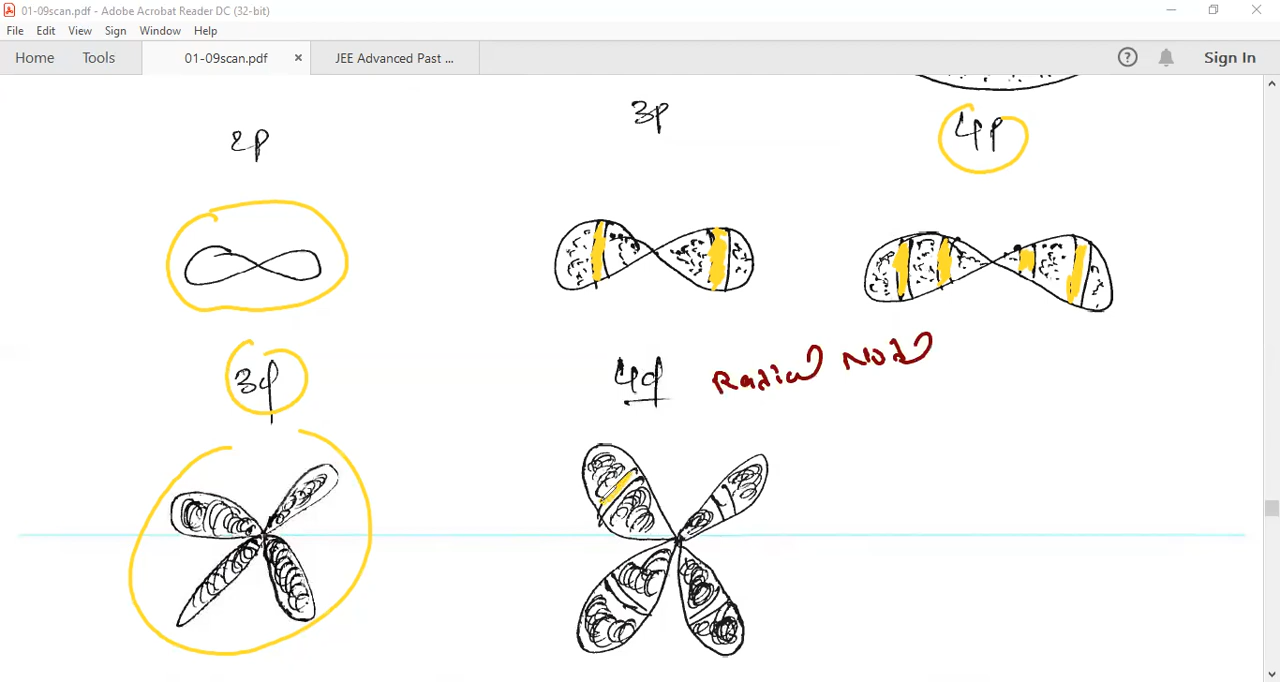 01-09scan.pdf - Adobe Acrobat Reader DC (32-bit)
File Edit View Sign Window Help
Home Tools 01-09scan.pdf × JEE Advanced Past ... Sign In
2p 3p 4p
3d 4d Radial Node